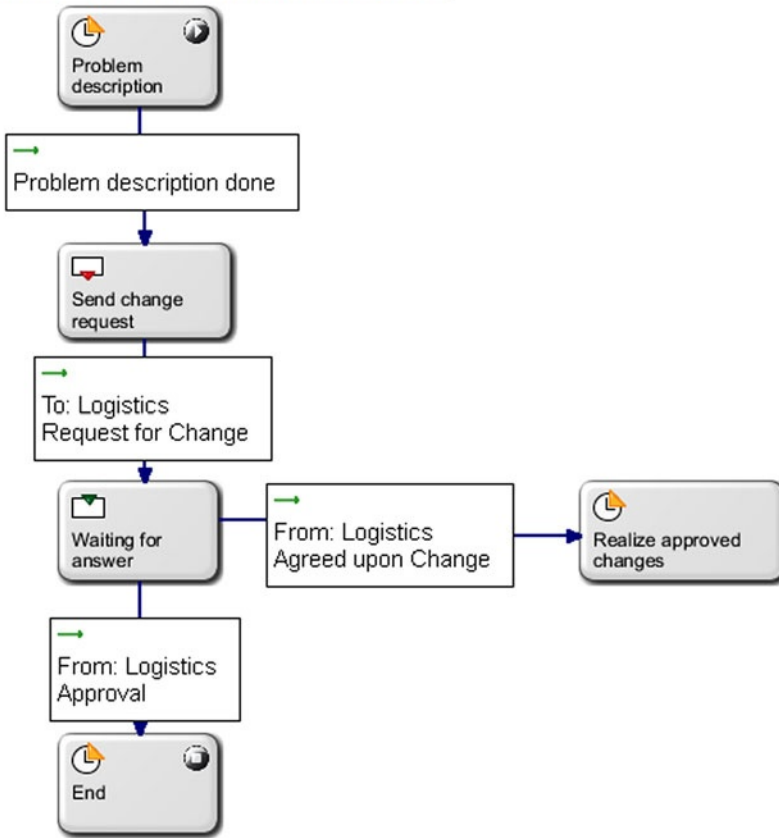 Problem
description
Problem description done
Send change
request
To: Logistics
Request for Change
Waiting for
answer
From: Logistics
Agreed upon Change
Realize approved
changes
From: Logistics
Approval
End